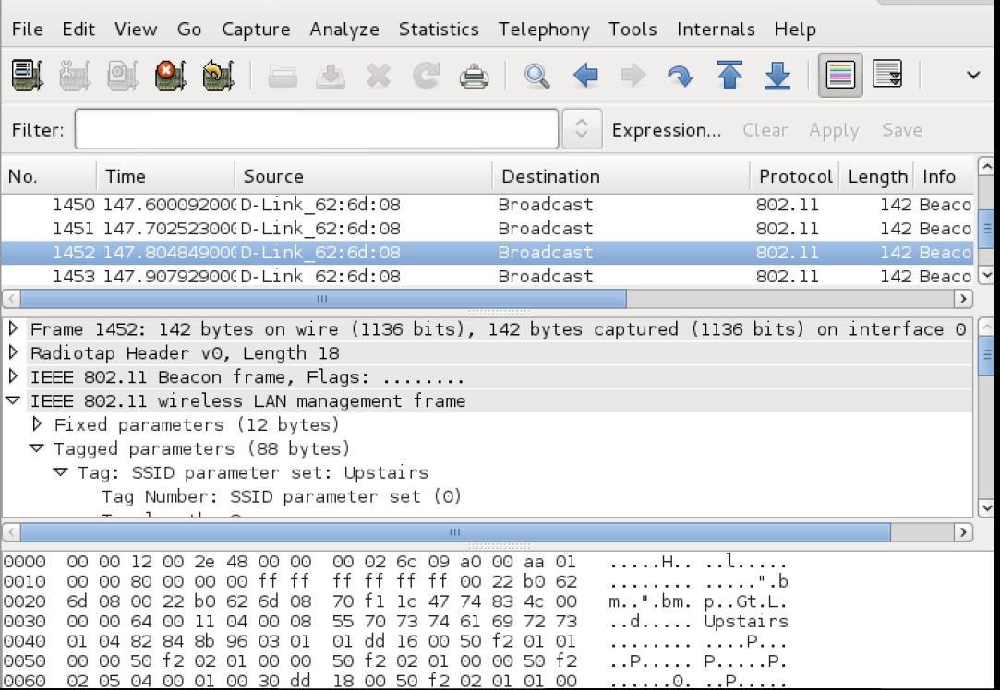 File Edit View Go Capture Analyze Statistics Telephony Tools Internals Help
Filter: Expression... Clear Apply Save
No. Time Source Destination Protocol Length Info
1450 147.600092000 D-Link_62:6d:08 Broadcast 802.11 142 Beaco
1451 147.702523000 D-Link_62:6d:08 Broadcast 802.11 142 Beaco
1452 147.804849000 D-Link_62:6d:08 Broadcast 802.11 142 Beaco
1453 147.907929000 D-Link 62:6d:08 Broadcast 802.11 142 Beaco
Frame 1452: 142 bytes on wire (1136 bits), 142 bytes captured (1136 bits) on interface 0
Radiotap Header v0, Length 18
IEEE 802.11 Beacon frame, Flags: ........
IEEE 802.11 wireless LAN management frame
Fixed parameters (12 bytes)
Tagged parameters (88 bytes)
Tag: SSID parameter set: Upstairs
Tag Number: SSID parameter set (0)
0000 00 00 12 00 2e 48 00 00 00 02 6c 09 a0 00 aa 01 .....H.. ..l.....
0010 00 00 80 00 00 00 ff ff ff ff ff ff 00 22 b0 62 ........ .....".b
0020 6d 08 00 22 b0 62 6d 08 70 f1 1c 47 74 83 4c 00 m..".bm. p..Gt.L.
0030 00 00 64 00 11 04 00 08 55 70 73 74 61 69 72 73 ..d..... Upstairs
0040 01 04 82 84 8b 96 03 01 01 dd 16 00 50 f2 01 01 ........ ....P...
0050 00 00 50 f2 02 01 00 00 50 f2 02 01 00 00 50 f2 ..P..... P.....P.
0060 02 05 04 00 01 00 30 dd 18 00 50 f2 02 01 01 00 ......0. ..P.....